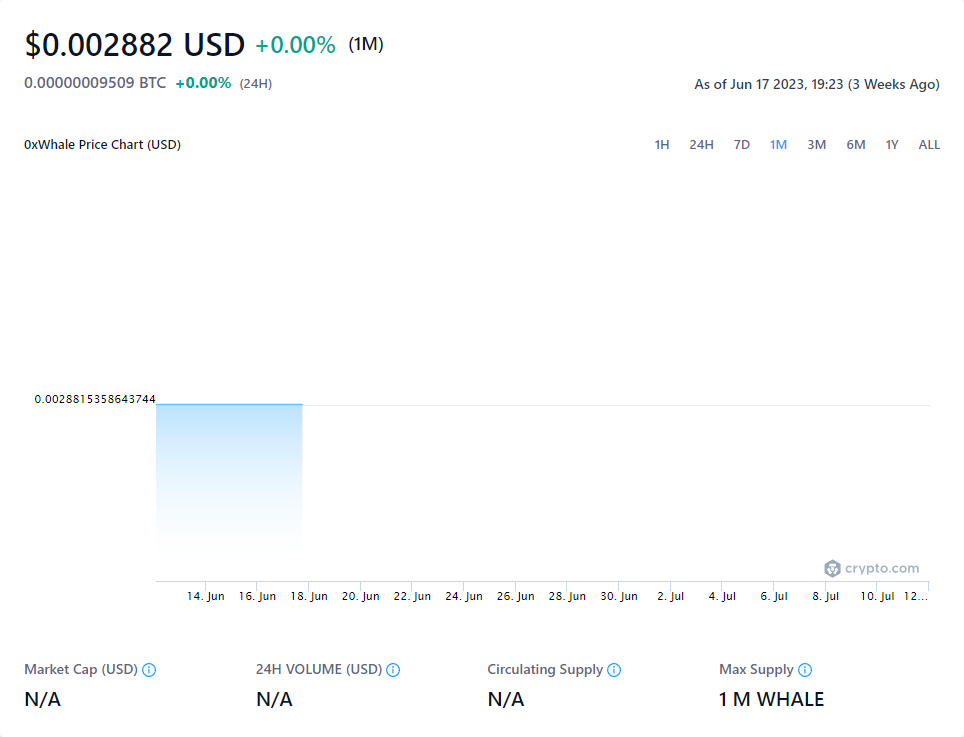 $0.002882 USD +0.00% (1M)
0.00000009509 BTC +0.00% (24H)
As of Jun 17 2023, 19:23 (3 Weeks Ago)
0xWhale Price Chart (USD)
1H 24H 7D 1M 3M 6M 1Y ALL
0.0028815358643744
crypto.com
14. Jun 16. Jun 18. Jun 20. Jun 22. Jun 24. Jun 26. Jun 28. Jun 30. Jun 2. Jul 4. Jul 6. Jul 8. Jul 10. Jul 12...
Market Cap (USD) 24H VOLUME (USD) Circulating Supply Max Supply
N/A N/A N/A 1 M WHALE